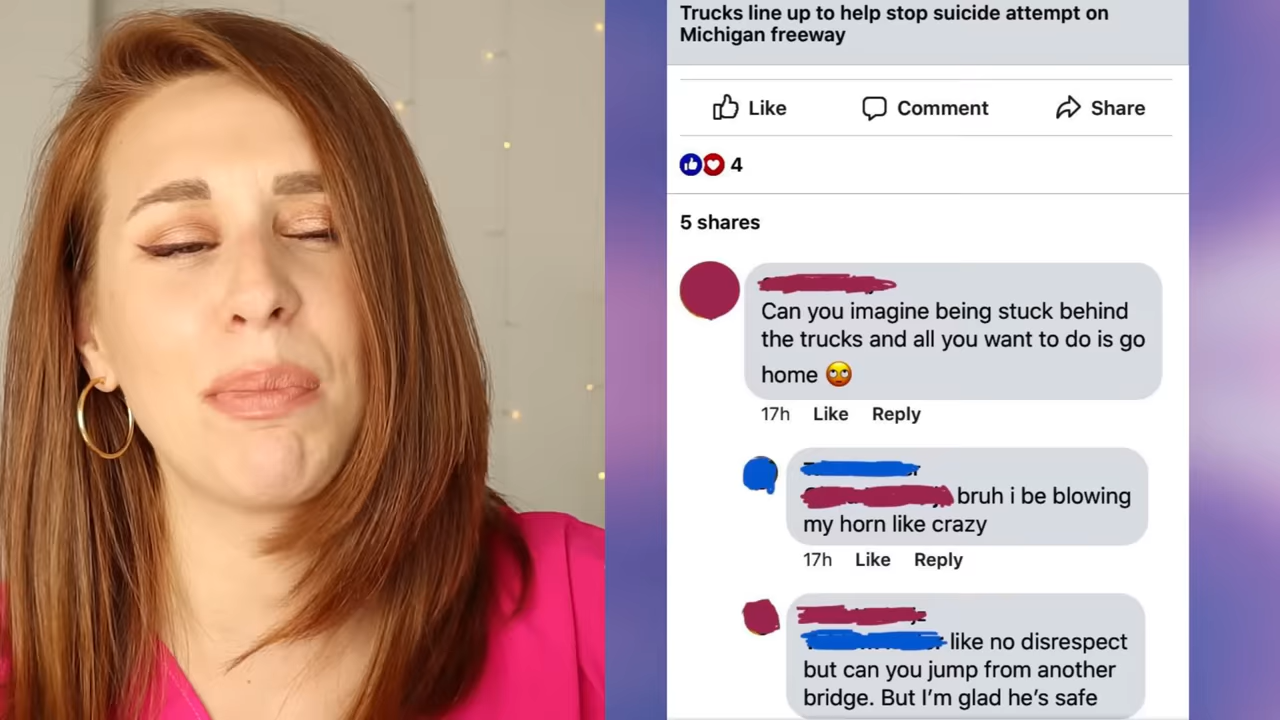 Trucks line up to help stop suicide attempt on
Michigan freeway
Like Comment Share
4
5 shares
Can you imagine being stuck behind
the trucks and all you want to do is go
home
17h Like Reply
bruh i be blowing
my horn like crazy
17h Like Reply
like no disrespect
but can you jump from another
bridge. But I'm glad he's safe